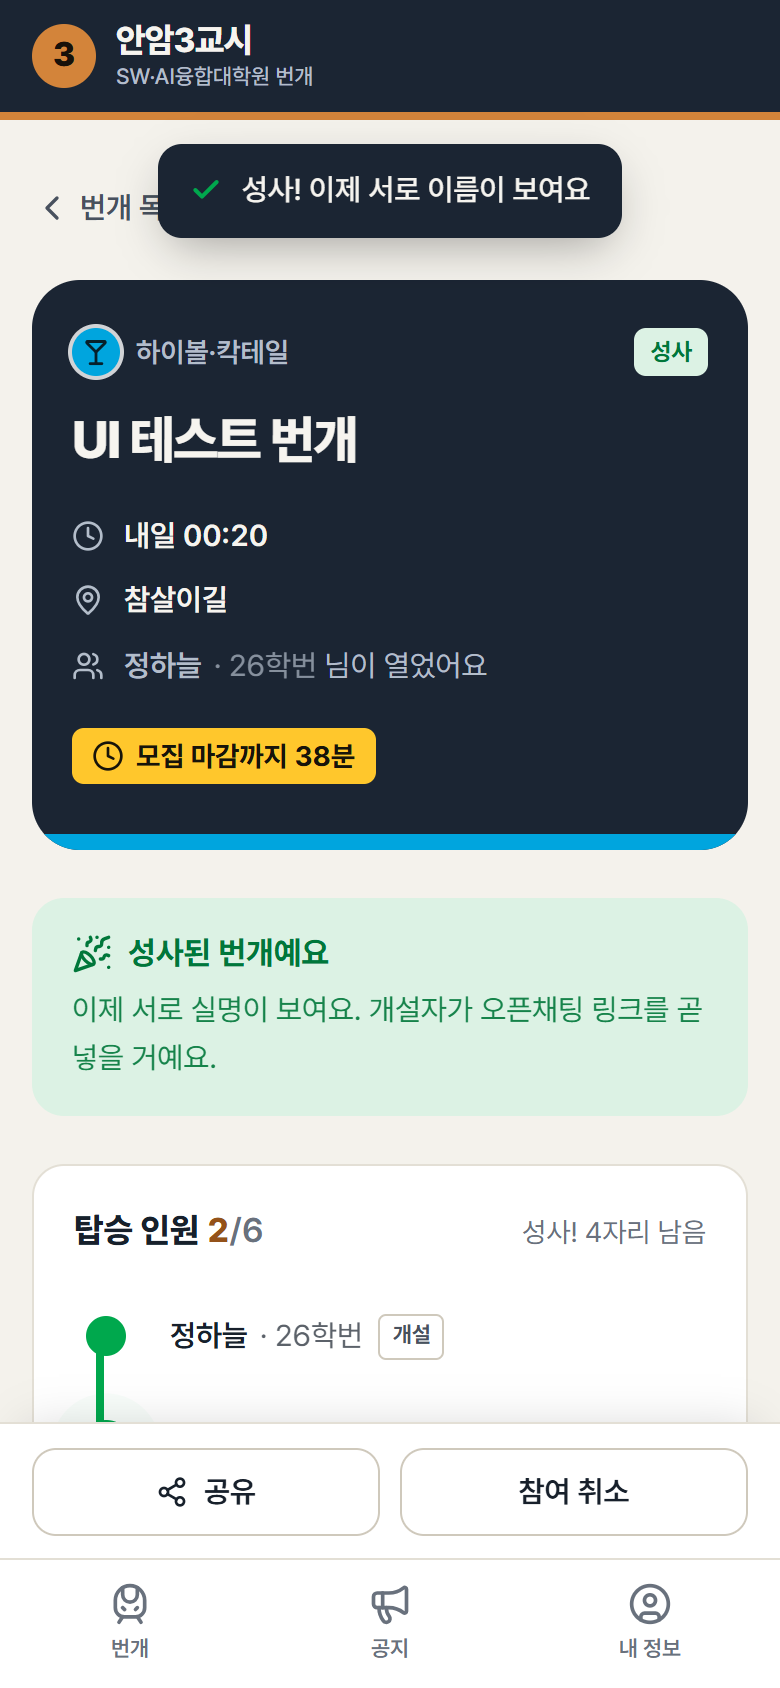 3
안암3교시
SW·AI융합대학원 번개
성사! 이제 서로 이름이 보여요
번개
하이볼·칵테일
성사
UI 테스트 번개
내일 00:20
참살이길
정하늘 · 26학번 님이 열었어요
모집 마감까지 38분
성사된 번개예요
이제 서로 실명이 보여요. 개설자가 오픈채팅 링크를 곧
넣을 거예요.
탑승 인원 2/6
성사! 4자리 남음
정하늘 · 26학번 개설
공유
참여 취소
번개
공지
내 정보